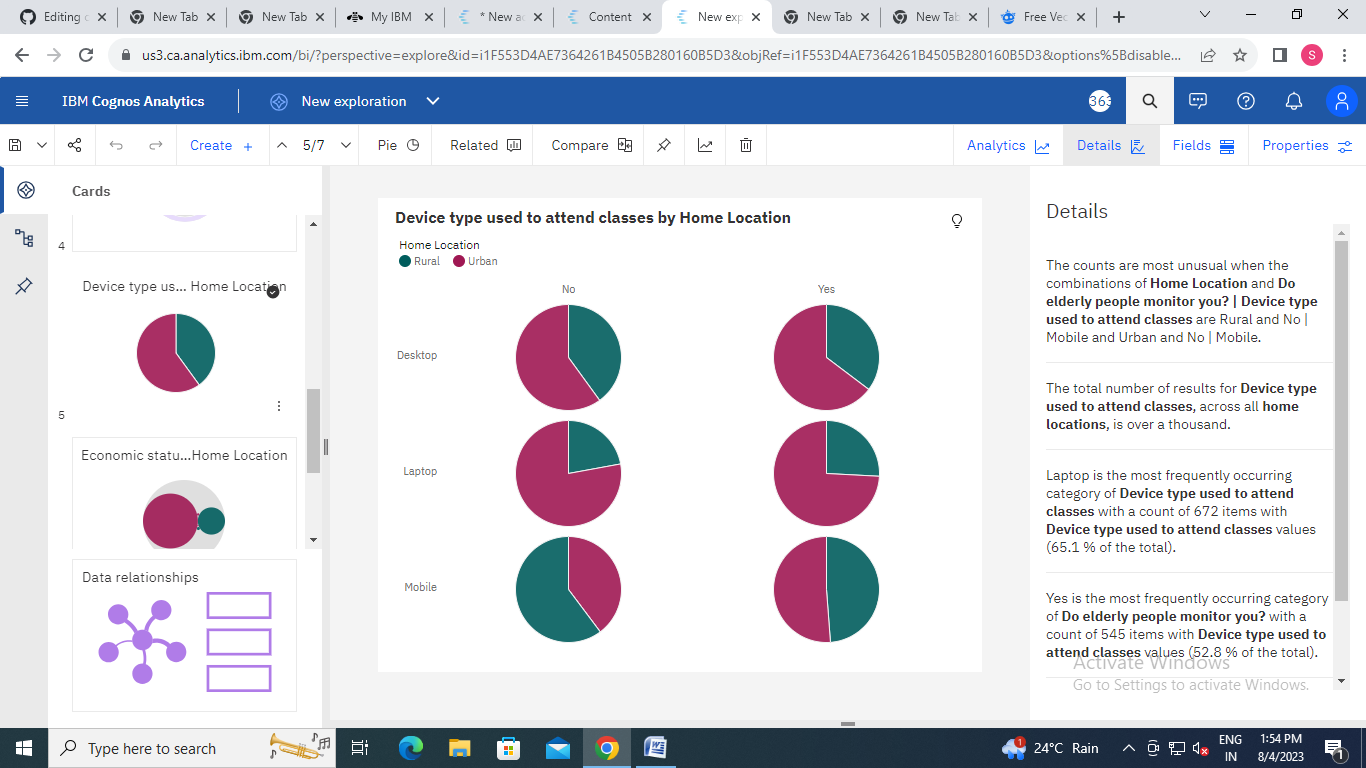 Editing
New Tab
New Tab
My IBM
* New a
Content
New exp
New Tab
New Tab
Free Vec
us3.ca.analytics.ibm.com/bi/?perspective=explore&id=i1F553D4AE7364261B4505B280160B5D3&objRef=i1F553D4AE7364261B4505B280160B5D3&options%5Bdisable...
S
IBM Cognos Analytics
New exploration
363
Create +
5/7
Pie
Related
Compare
Analytics
Details
Fields
Properties
Cards
4
Device type us... Home Location
5
Economic statu...Home Location
Data relationships
Device type used to attend classes by Home Location
Home Location
Rural Urban
No Yes
Desktop
Laptop
Mobile
Details
The counts are most unusual when the
combinations of Home Location and Do
elderly people monitor you? | Device type
used to attend classes are Rural and No |
Mobile and Urban and No | Mobile.
The total number of results for Device type
used to attend classes, across all home
locations, is over a thousand.
Laptop is the most frequently occurring
category of Device type used to attend
classes with a count of 672 items with
Device type used to attend classes values
(65.1 % of the total).
Yes is the most frequently occurring category
of Do elderly people monitor you? with a
count of 545 items with Device type used to
attend classes values (52.8 % of the total).
Activate Windows
Go to Settings to activate Windows.
Type here to search
1
24°C Rain
ENG
IN
1:54 PM
8/4/2023
1